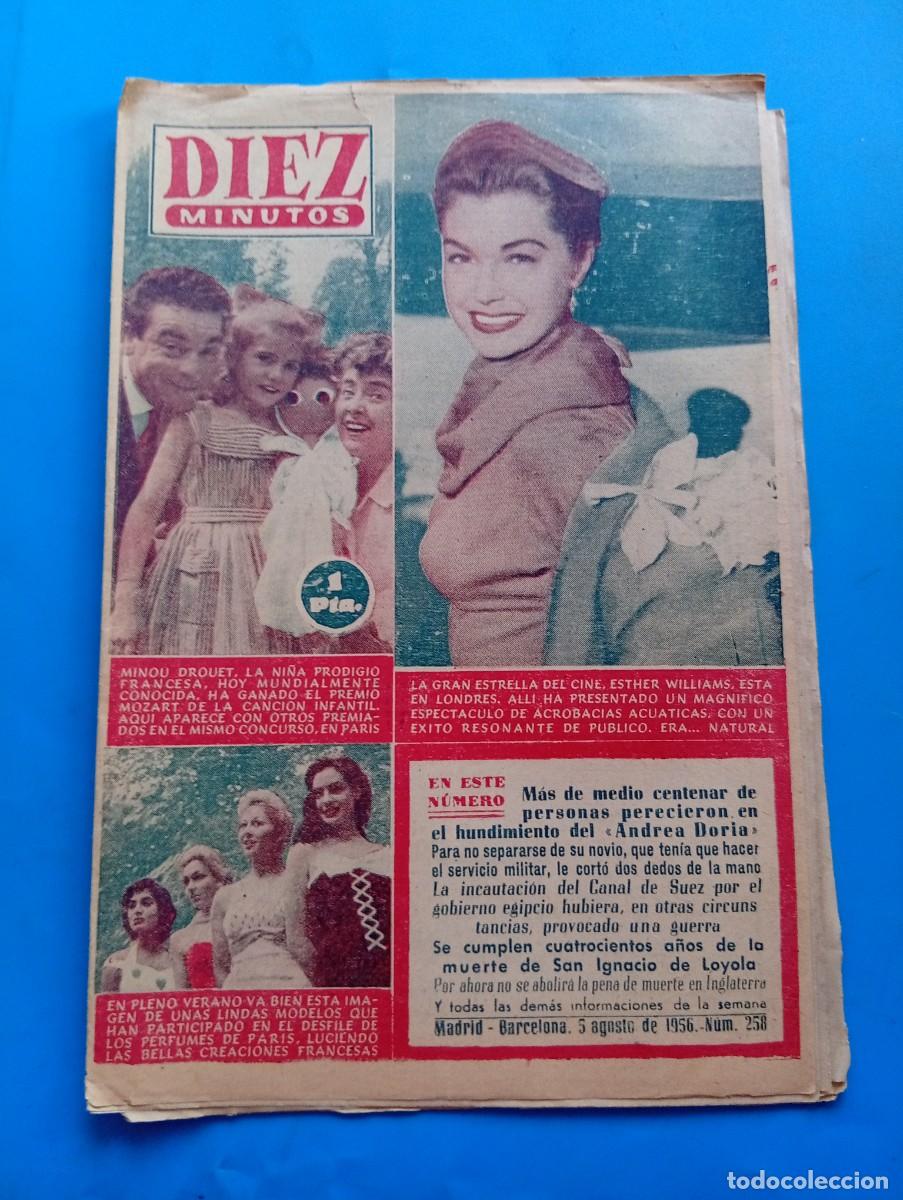 DIEZ
MINUTOS
1
Pta.
MINOU DROUET, LA NIÑA PRODIGIO
FRANCESA, HOY MUNDIALMENTE
CONOCIDA, HA GANADO EL PREMIO
MOZART DE LA CANCION INFANTIL.
AQUI APARECE CON OTROS PREMIA-
DOS EN EL MISMO CONCURSO, EN PARIS
LA GRAN ESTRELLA DEL CINE, ESTHER WILLIAMS, ESTA
EN LONDRES. ALLI HA PRESENTADO UN MAGNIFICO
ESPECTACULO DE ACROBACIAS ACUATICAS, CON UN
EXITO RESONANTE DE PUBLICO. ERA... NATURAL
EN PLENO VERANO VA BIEN ESTA IMA-
GEN DE UNAS LINDAS MODELOS QUE
HAN PARTICIPADO EN EL DESFILE DE
LOS PERFUMES DE PARIS, LUCIENDO
LAS BELLAS CREACIONES FRANCESAS
EN ESTE
NÚMERO
Más de medio centenar de
personas perecieron en
el hundimiento del «Andrea Doria»
Para no separarse de su novio, que tenía que hacer
el servicio militar, le cortó dos dedos de la mano
La incautación del Canal de Suez por el
gobierno egipcio hubiera, en otras circuns
tancias, provocado una guerra
Se cumplen cuatrocientos años de la
muerte de San Ignacio de Loyola
Por ahora no se abolirá la pena de muerte en Inglaterra
Y todas las demás informaciones de la semana
Madrid - Barcelona, 5 agosto de 1956.-Núm. 258
todocoleccion